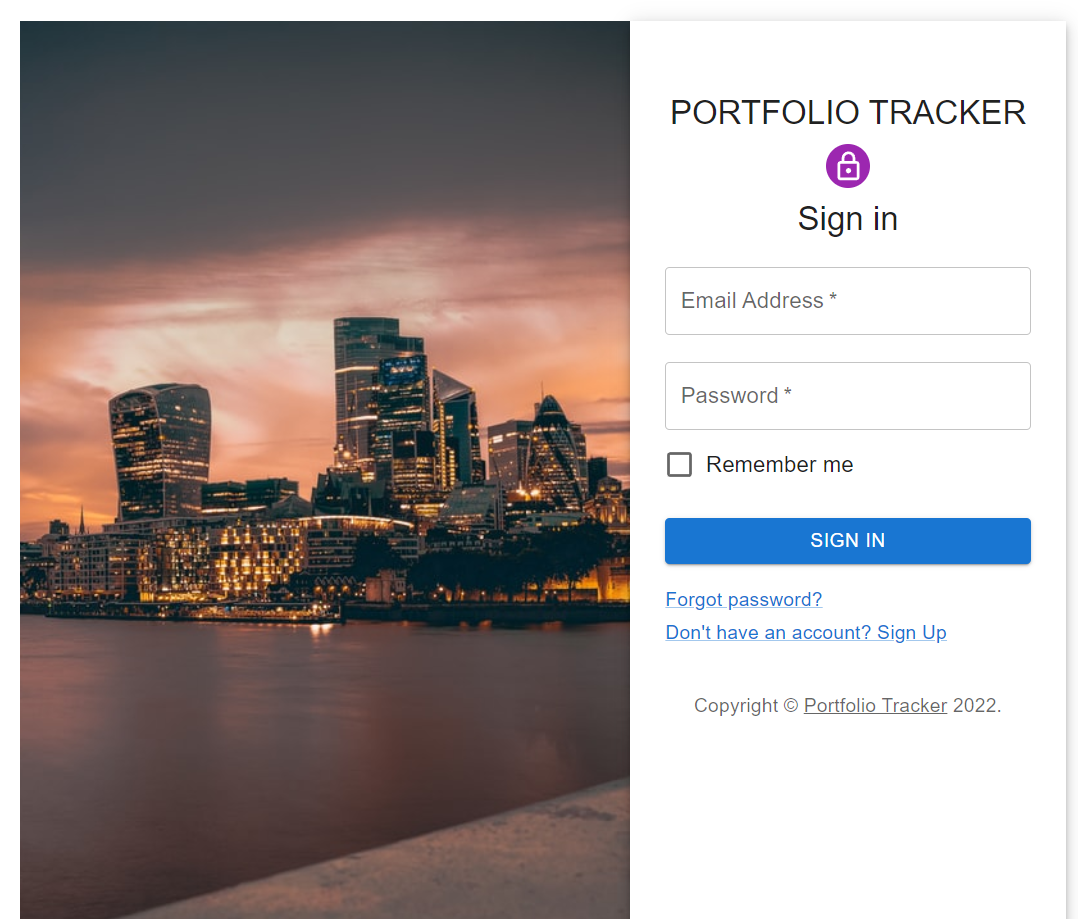 PORTFOLIO TRACKER
Sign in
Email Address *
Password *
Remember me
SIGN IN
Forgot password?
Don't have an account? Sign Up
Copyright © Portfolio Tracker 2022.